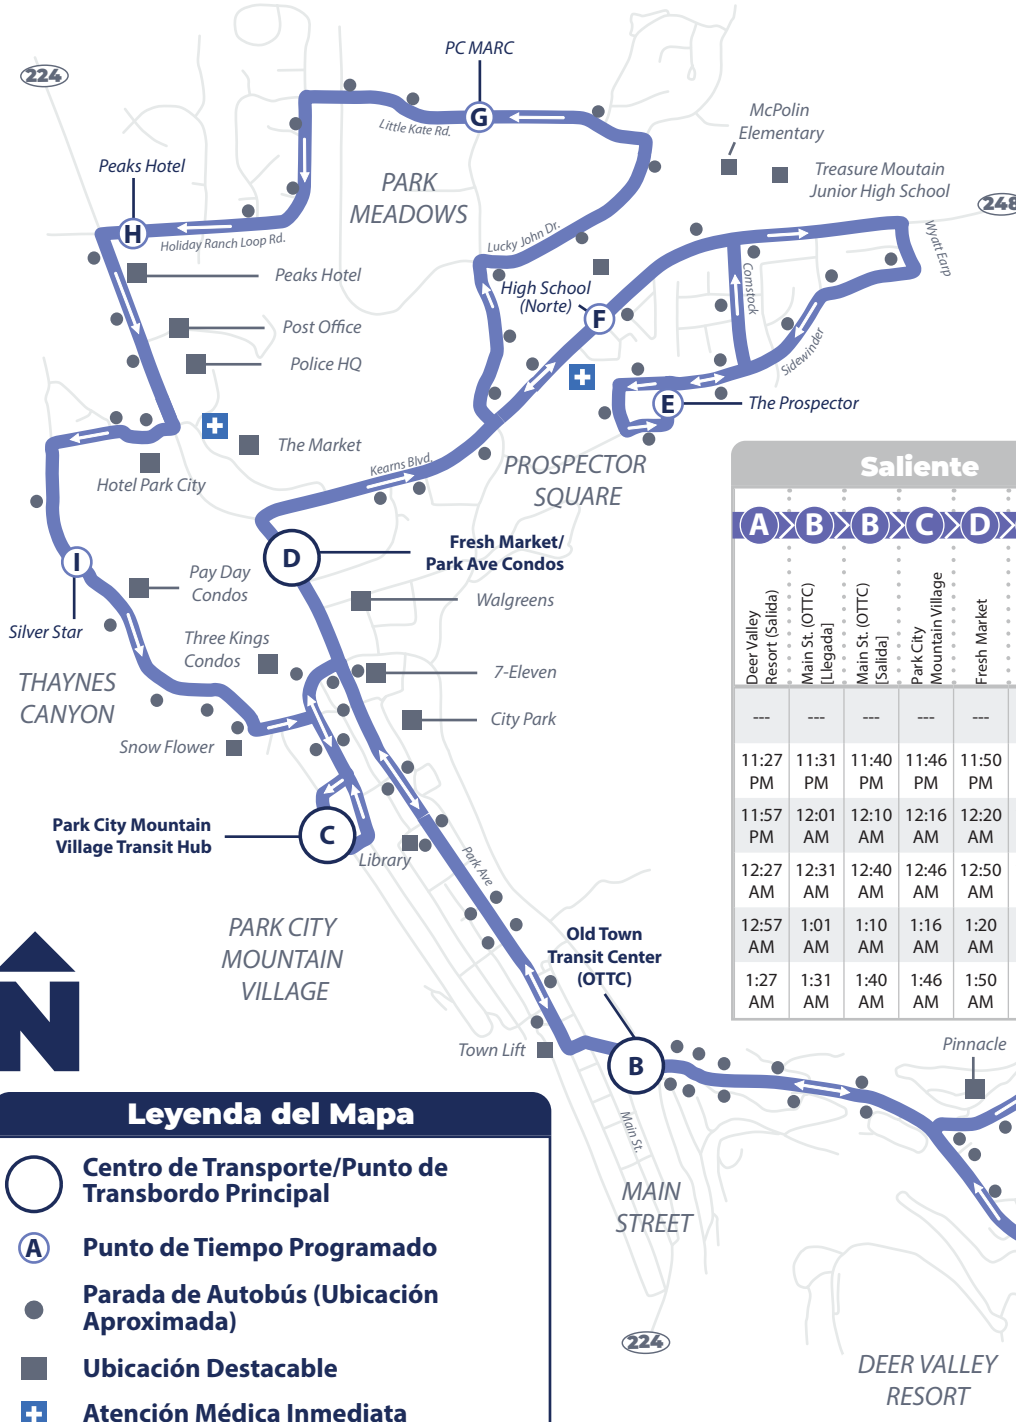 PC MARC
224
McPolin
Elementary
Little Kate Rd.
G
Treasure Moutain
Junior High School
248
Peaks Hotel
PARK
MEADOWS
H
Holiday Ranch Loop Rd.
Lucky John Dr.
Wyatt Earp
Peaks Hotel
High School
(Norte)
Comstock
F
Post Office
Police HQ
Sidewinder
E
The Prospector
The Market
Kearns Blvd.
PROSPECTOR
SQUARE
Hotel Park City
D
Fresh Market/
Park Ave Condos
I
Pay Day
Condos
Walgreens
Silver Star
Three Kings
Condos
7-Eleven
THAYNES
CANYON
City Park
Snow Flower
Park City Mountain
Village Transit Hub
C
Library
Park Ave
PARK CITY
MOUNTAIN
VILLAGE
Old Town
Transit Center
(OTTC)
N
Town Lift
B
Main St.
Pinnacle
MAIN
STREET
224
DEER VALLEY
RESORT
Saliente
A B B C D
Deer Valley
Resort (Salida)
Main St. (OTTC)
[Llegada]
Main St. (OTTC)
[Salida]
Park City
Mountain Village
Fresh Market
--- --- --- --- ---
11:27 PM 11:31 PM 11:40 PM 11:46 PM 11:50 PM
11:57 PM 12:01 AM 12:10 AM 12:16 AM 12:20 AM
12:27 AM 12:31 AM 12:40 AM 12:46 AM 12:50 AM
12:57 AM 1:01 AM 1:10 AM 1:16 AM 1:20 AM
1:27 AM 1:31 AM 1:40 AM 1:46 AM 1:50 AM
Leyenda del Mapa
Centro de Transporte/Punto de
Transbordo Principal
A Punto de Tiempo Programado
Parada de Autobús (Ubicación
Aproximada)
Ubicación Destacable
Atención Médica Inmediata